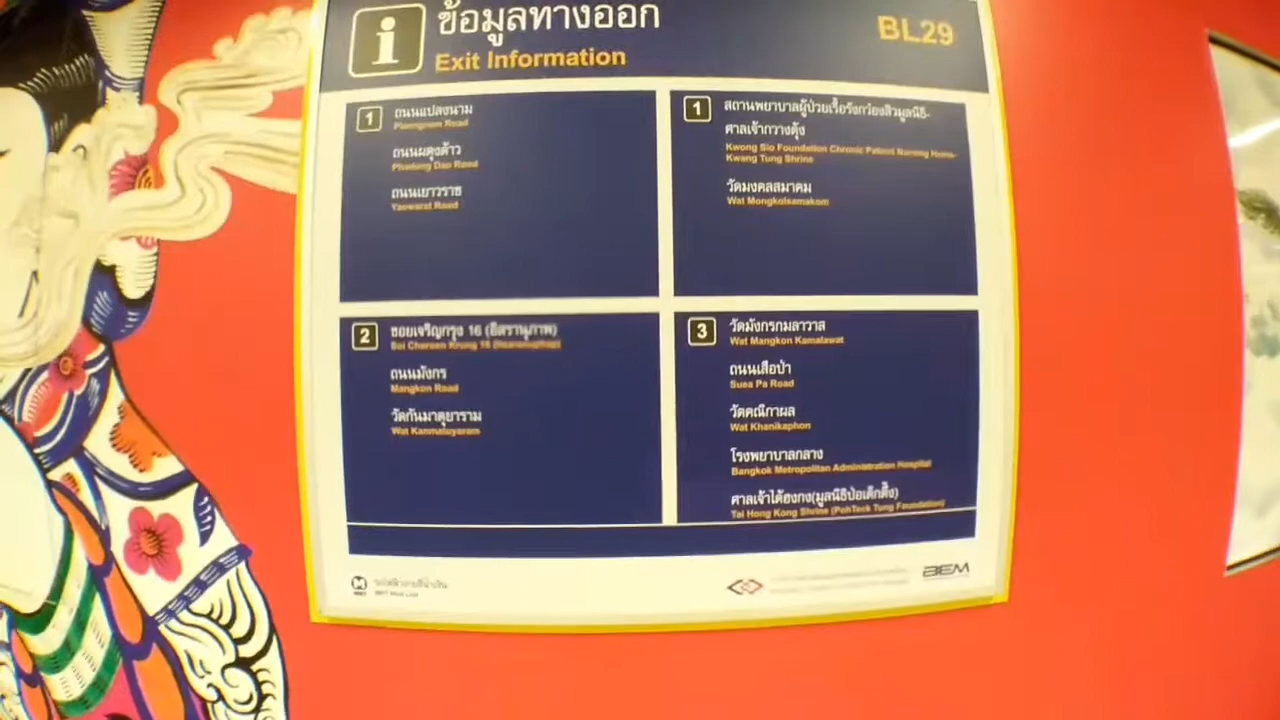 i
ข้อมูลทางออก
Exit Information
BL29
1
ถนนแปลงนาม
Plaengnam Road
ถนนผดุงด้าว
Phadung Dao Road
ถนนเยาวราช
Yaowarat Road
1
สถานพยาบาลผู้ป่วยเรื้อรังกว๋องสิวมูลนิธิ-
ศาลเจ้ากวางตุ้ง
Kwong Sio Foundation Chronic Patient Nursing Home-
Kwang Tung Shrine
วัดมงคลสมาคม
Wat Mongkolsamakom
2
ซอยเจริญกรุง 16 (อิสรานุภาพ)
Soi Charoen Krung 16
ถนนมังกร
Mangkon Road
วัดกันมาตุยาราม
Wat Kanmatuyaram
3
วัดมังกรกมลาวาส
Wat Mangkon Kamalawat
ถนนเสือป่า
Suea Pa Road
วัดคณิกาผล
Wat Khanikaphon
โรงพยาบาลกลาง
Bangkok Metropolitan Administration Hospital
ศาลเจ้าไต้ฮงกง(มูลนิธิป่อเต็กตึ๊ง)
Tai Hong Kong Shrine (PohTeck Tung Foundation)
BEM